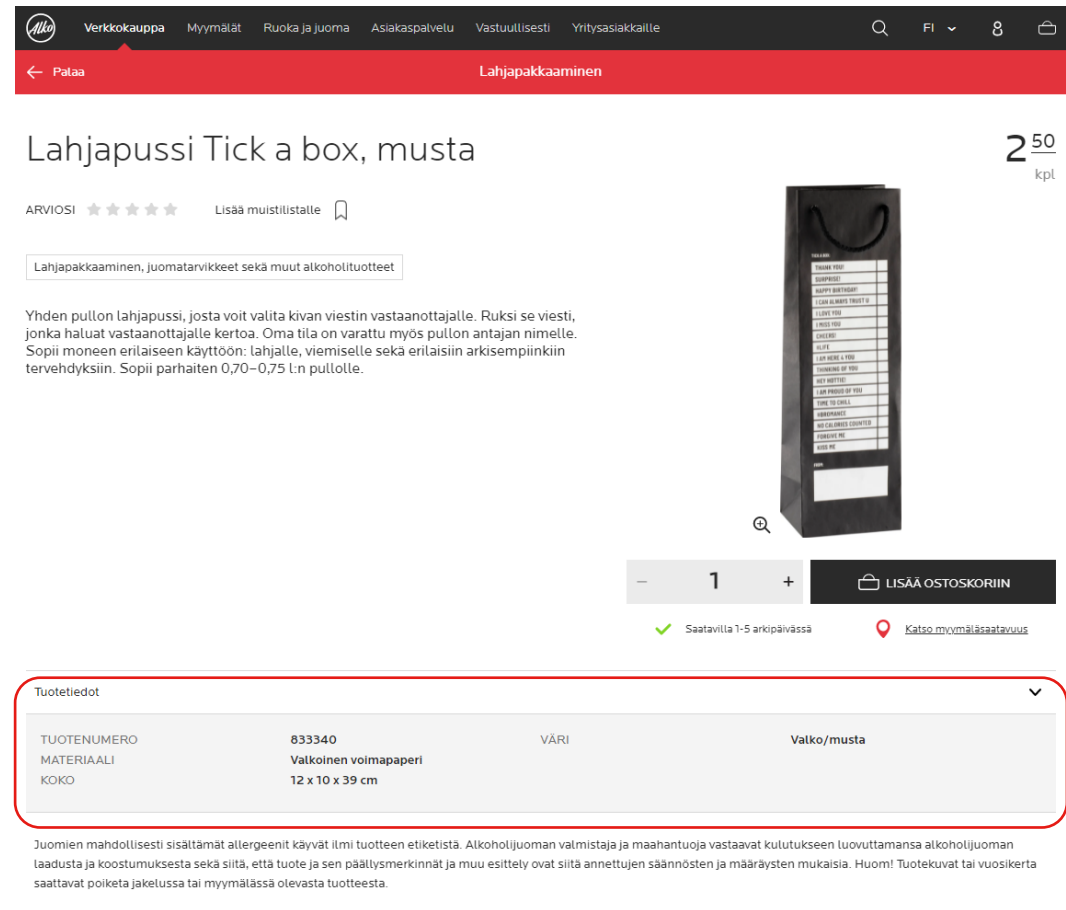 Alko
Verkkokauppa Myymälät Ruoka ja juoma Asiakaspalvelu Vastuullisesti Yritysasiakkaille FI
Palaa
Lahjapakkaaminen
Lahjapussi Tick a box, musta
2 50
kpl
ARVIOSI Lisää muistilistalle
Lahjapakkaaminen, juomatarvikkeet sekä muut alkoholituotteet
Yhden pullon lahjapussi, josta voit valita kivan viestin vastaanottajalle. Ruksi se viesti,
jonka haluat vastaanottajalle kertoa. Oma tila on varattu myös pullon antajan nimelle.
Sopii moneen erilaiseen käyttöön: lahjalle, viemiselle sekä erilaisiin arkisempiinkiin
tervehdyksiin. Sopii parhaiten 0,70–0,75 l:n pullolle.
TICK A BOX
THANK YOU!
SURPRISE!
HAPPY BIRTHDAY!
I CAN ALWAYS TRUST U
I LOVE YOU
I MISS YOU
CHEERS!
#LIFE
I AM HERE 4 YOU
THINKING OF YOU
HEY HOTTIE!
I AM PROUD OF YOU
TIME TO CHILL
#BROMANCE
NO CALORIES COUNTED
FORGIVE ME
KISS ME
1 +
LISÄÄ OSTOSKORIIN
Saatavilla 1-5 arkipäivässä
Katso myymäläsaatavuus
Tuotetiedot
TUOTENUMERO 833340 VÄRI Valko/musta
MATERIAALI Valkoinen voimapaperi
KOKO 12 x 10 x 39 cm
Juomien mahdollisesti sisältämät allergeenit käyvät ilmi tuotteen etiketistä. Alkoholijuoman valmistaja ja maahantuoja vastaavat kulutukseen luovuttamansa alkoholijuoman
laadusta ja koostumuksesta sekä siitä, että tuote ja sen päällysmerkinnät ja muu esittely ovat siitä annettujen säännösten ja määräysten mukaisia. Huom! Tuotekuvat tai vuosikerta
saattavat poiketa jakelussa tai myymälässä olevasta tuotteesta.